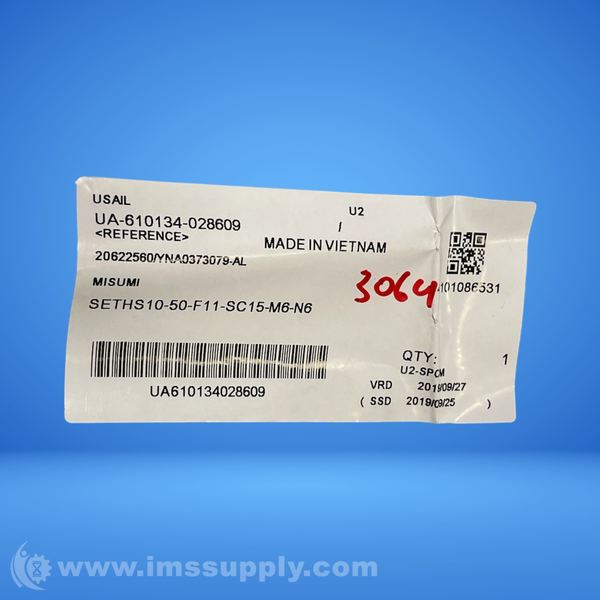 USAIL
U2
UA-610134-028609
/
<REFERENCE>
MADE IN VIETNAM
20622560/YNA0373079-AL
MISUMI
3064
101086531
SETHS10-50-F11-SC15-M6-N6
QTY: 1
U2-SPCM
UA610134028609
VRD 2019/09/27
( SSD 2019/09/25 )
www.imssupply.com